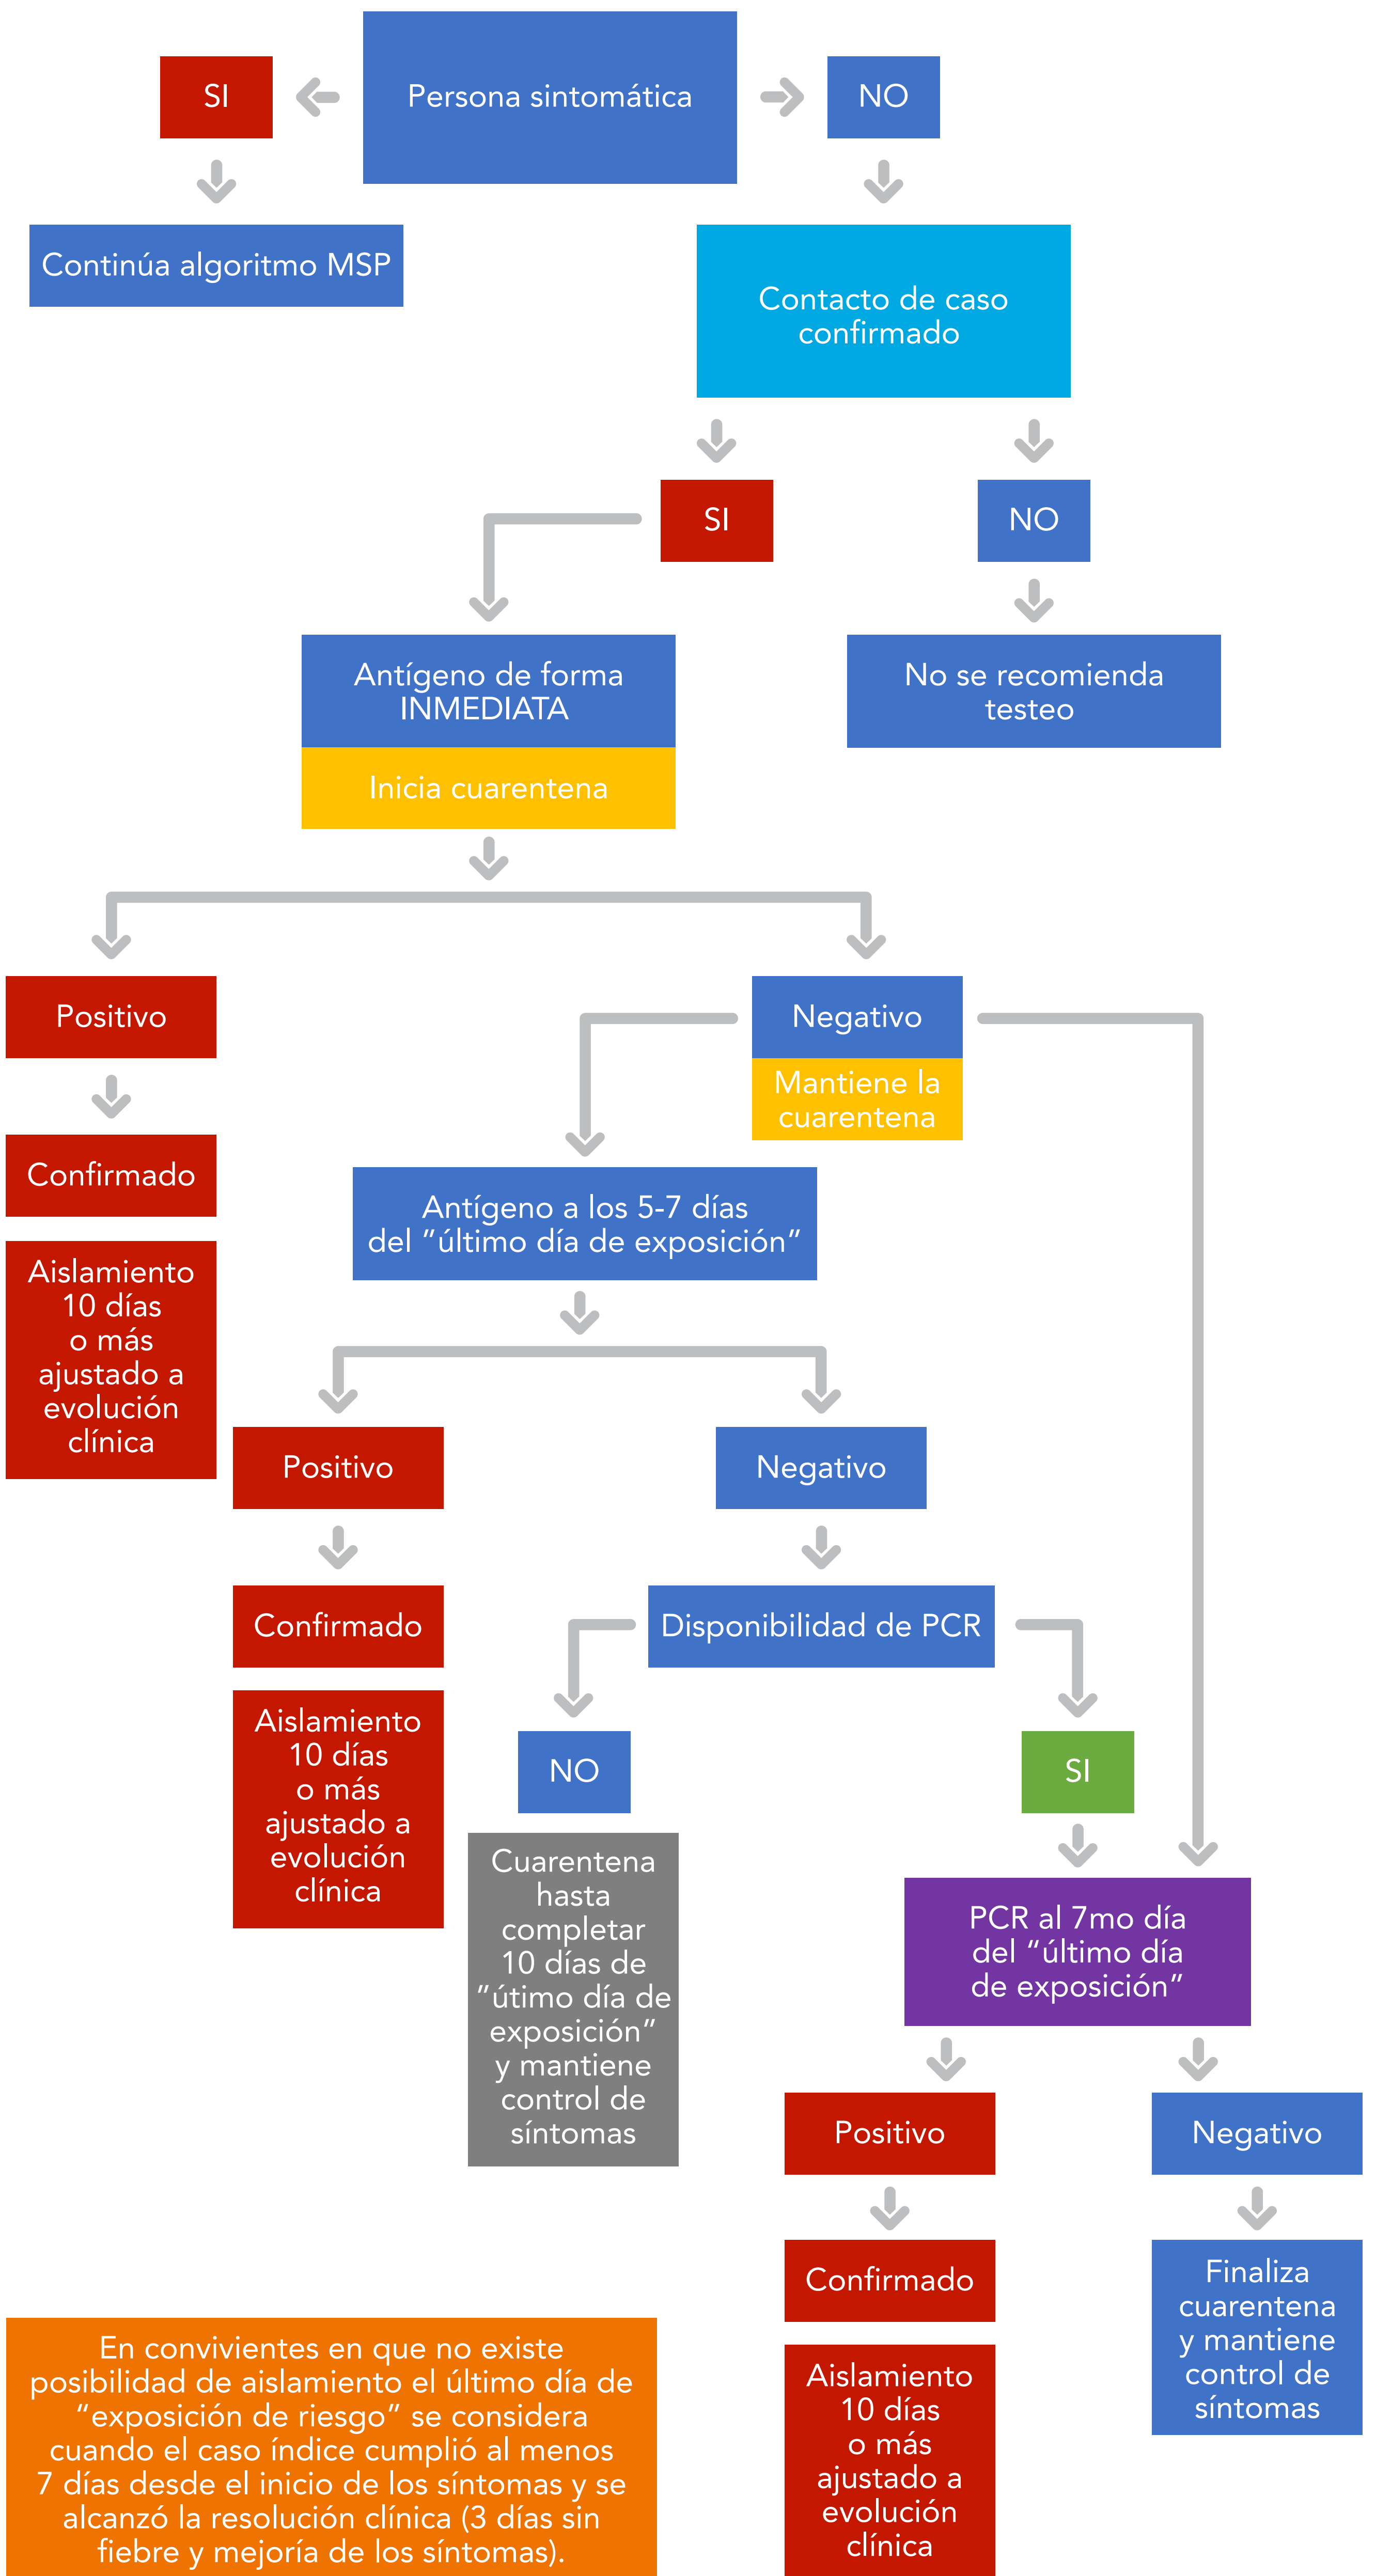 SI
Persona sintomática
NO
Continúa algoritmo MSP
Contacto de caso
confirmado
SI
NO
Antígeno de forma
INMEDIATA
Inicia cuarentena
No se recomienda
testeo
Positivo
Negativo
Mantiene la
cuarentena
Confirmado
Aislamiento
10 días
o más
ajustado a
evolución
clínica
Antígeno a los 5-7 días
del ”último día de exposición”
Positivo
Negativo
Confirmado
Aislamiento
10 días
o más
ajustado a
evolución
clínica
Disponibilidad de PCR
NO
SI
Cuarentena
hasta
completar
10 días de
”útimo día de
exposición”
y mantiene
control de
síntomas
PCR al 7mo día
del “último día
de exposición”
Positivo
Negativo
Confirmado
Aislamiento
10 días
o más
ajustado a
evolución
clínica
Finaliza
cuarentena
y mantiene
control de
síntomas
En convivientes en que no existe
posibilidad de aislamiento el último día de
“exposición de riesgo” se considera
cuando el caso índice cumplió al menos
7 días desde el inicio de los síntomas y se
alcanzó la resolución clínica (3 días sin
fiebre y mejoría de los síntomas).